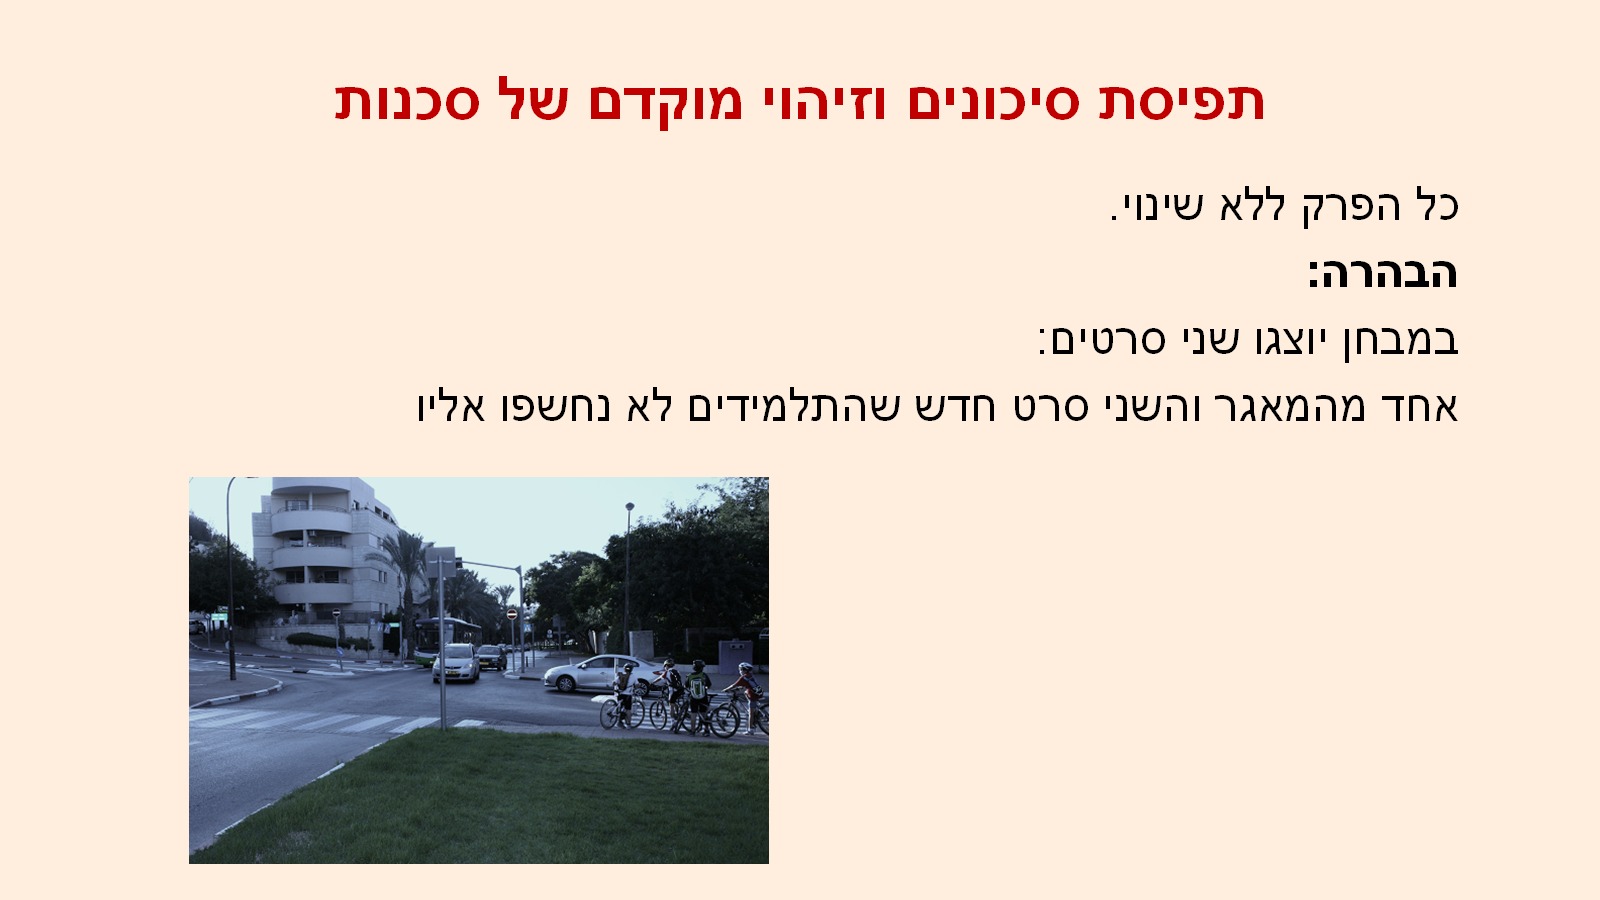 תפיסת סיכונים וזיהוי מוקדם של סכנות
כל הפרק ללא שינוי.
הבהרה:
במבחן יוצגו שני סרטים:
אחד מהמאגר והשני סרט חדש שהתלמידים לא נחשפו אליו